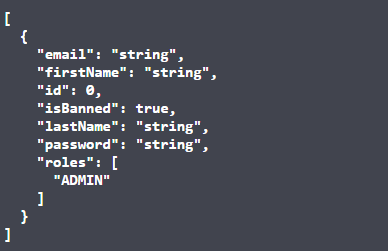 [
  {
    "email": "string",
    "firstName": "string",
    "id": 0,
    "isBanned": true,
    "lastName": "string",
    "password": "string",
    "roles": [
      "ADMIN"
    ]
  }
]